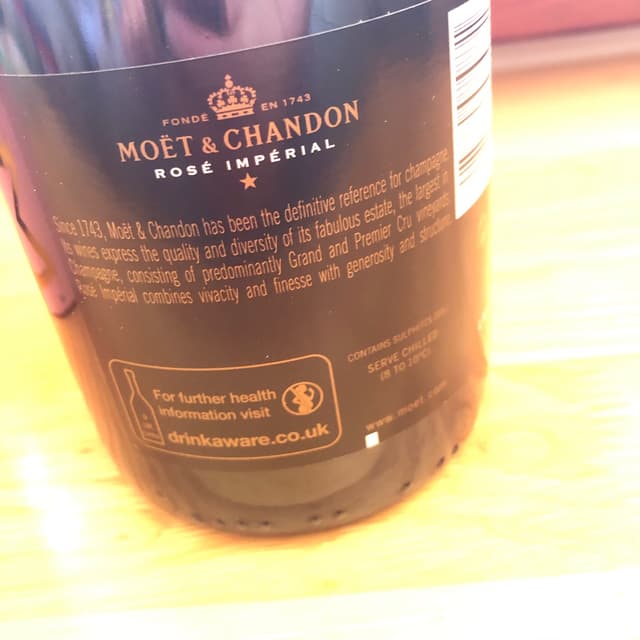 FONDÉ EN 1743
MOËT & CHANDON
ROSÉ IMPÉRIAL
Since 1743, Moët & Chandon has been the definitive reference for champagne
Its wines express the quality and diversity of its fabulous estate, the largest in
Champagne, consisting of predominantly Grand and Premier Cru vineyards
Rosé Impérial combines vivacity and finesse with generosity and structure
CONTAINS SULPHITES
SERVE CHILLED
(8 TO 10°C)
For further health
information visit
drinkaware.co.uk
www.moet.com